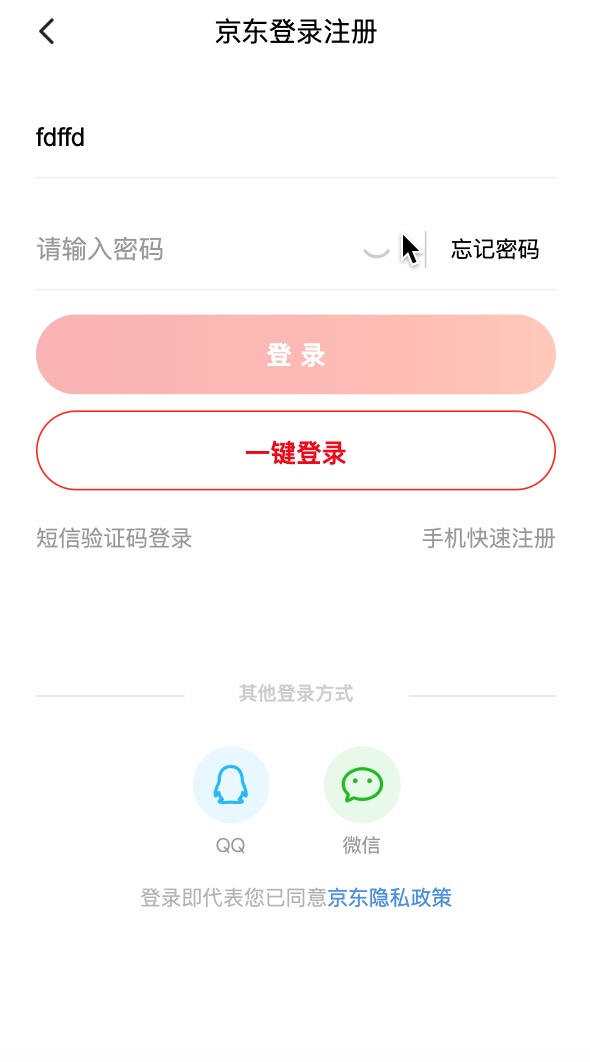 京东登录注册
fdffd
请输入密码 忘记密码
登录
一键登录
短信验证码登录 手机快速注册
其他登录方式
QQ 微信
登录即代表您已同意京东隐私政策